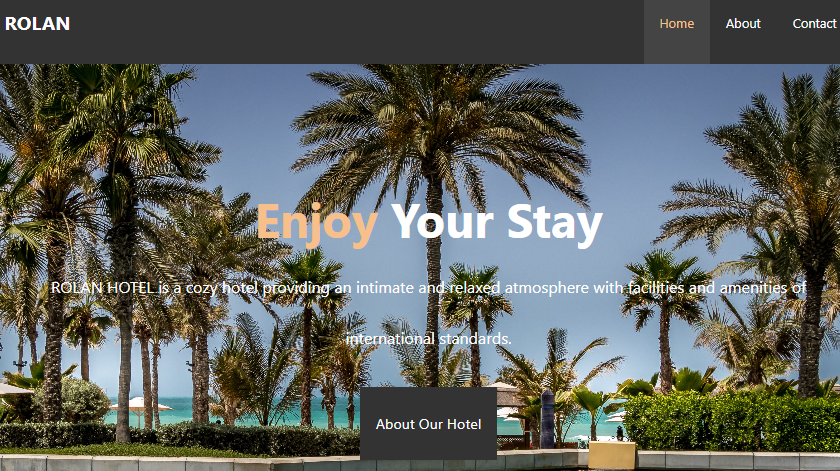 ROLAN
Home About Contact
Enjoy Your Stay
ROLAN HOTEL is a cozy hotel providing an intimate and relaxed atmosphere with facilities and amenities of
international standards.
About Our Hotel